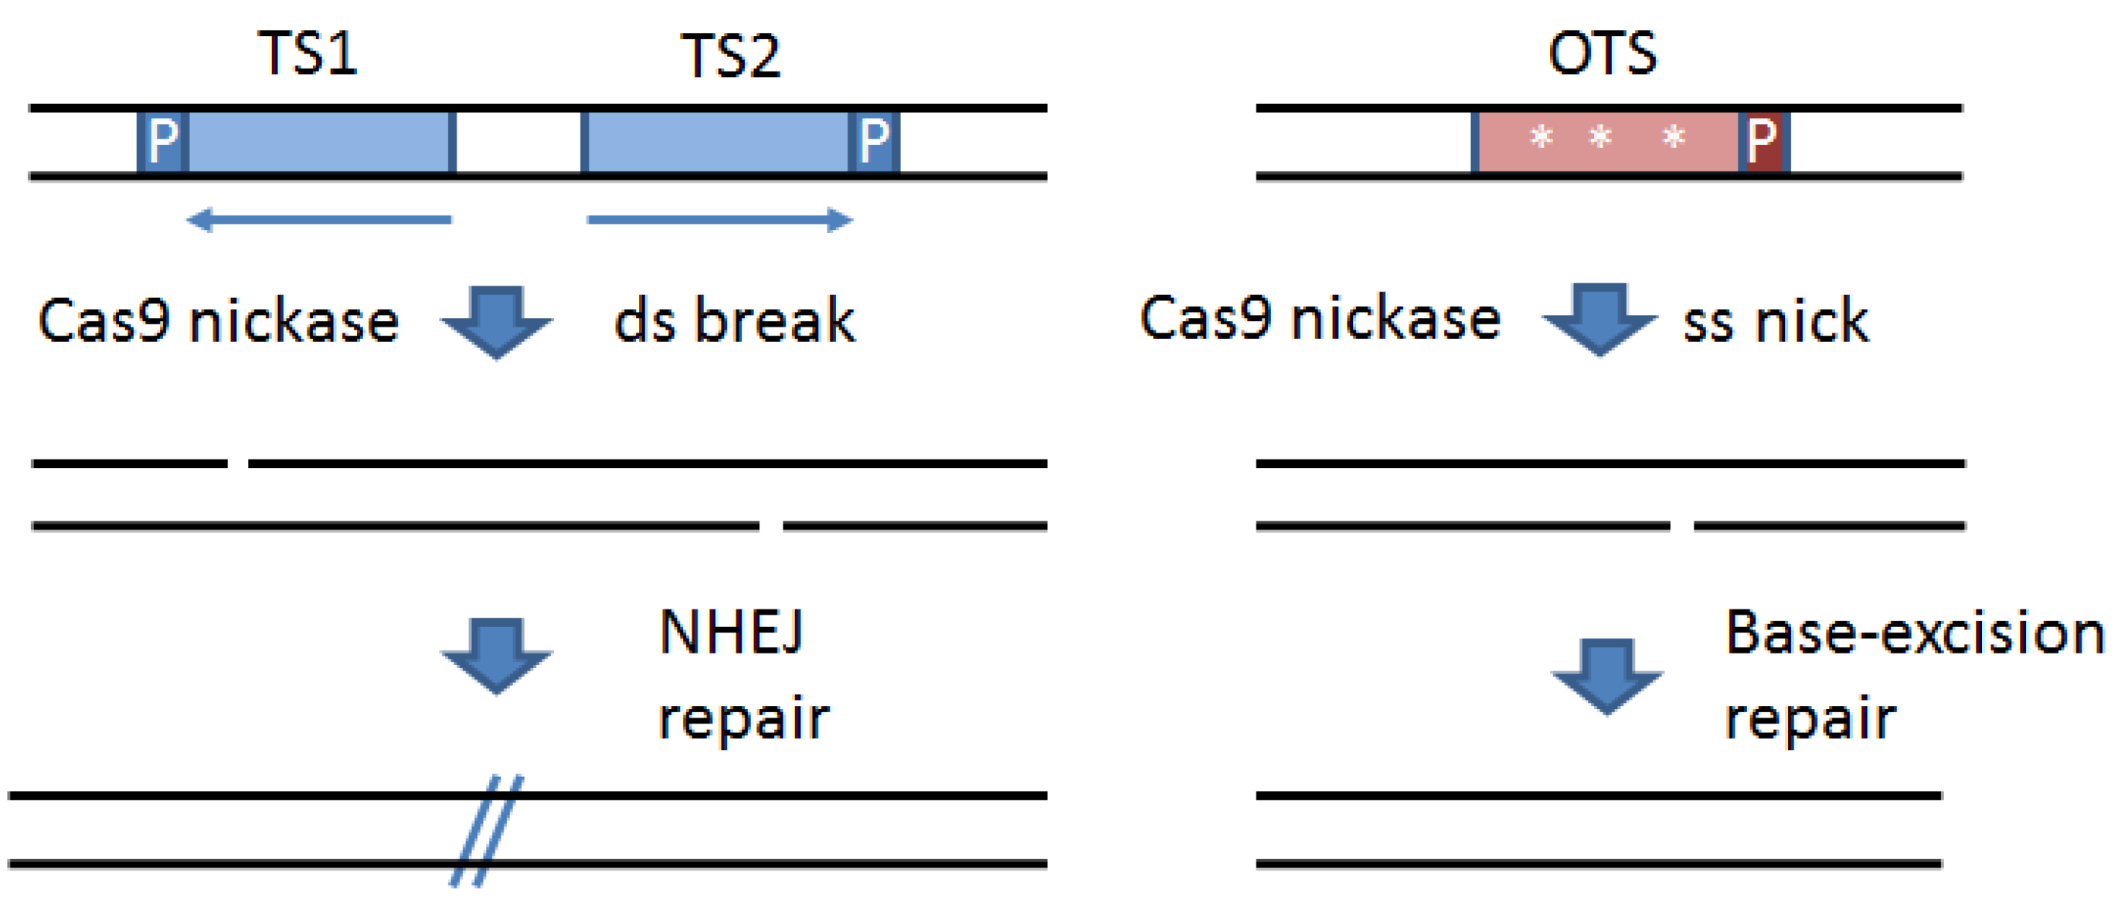 TS1 TS2 OTS
P P * * * P
Cas9 nickase ds break Cas9 nickase ss nick
NHEJ
repair
Base-excision
repair